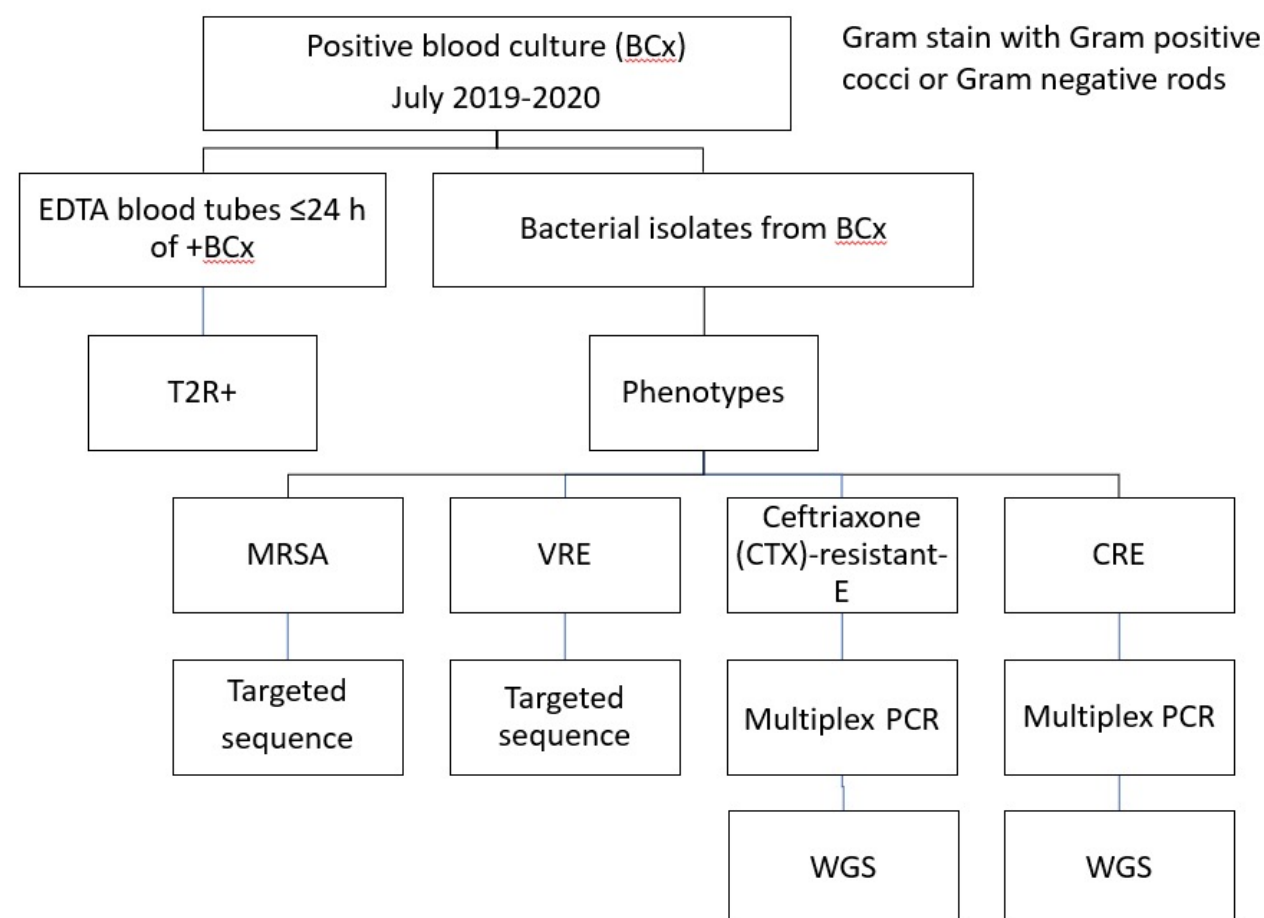 Positive blood culture (BCx)
July 2019-2020
Gram stain with Gram positive
cocci or Gram negative rods
EDTA blood tubes ≤24 h
of +BCx
Bacterial isolates from BCx
T2R+
Phenotypes
MRSA
VRE
Ceftriaxone
(CTX)-resistant-
E
CRE
Targeted
sequence
Targeted
sequence
Multiplex PCR
Multiplex PCR
WGS
WGS